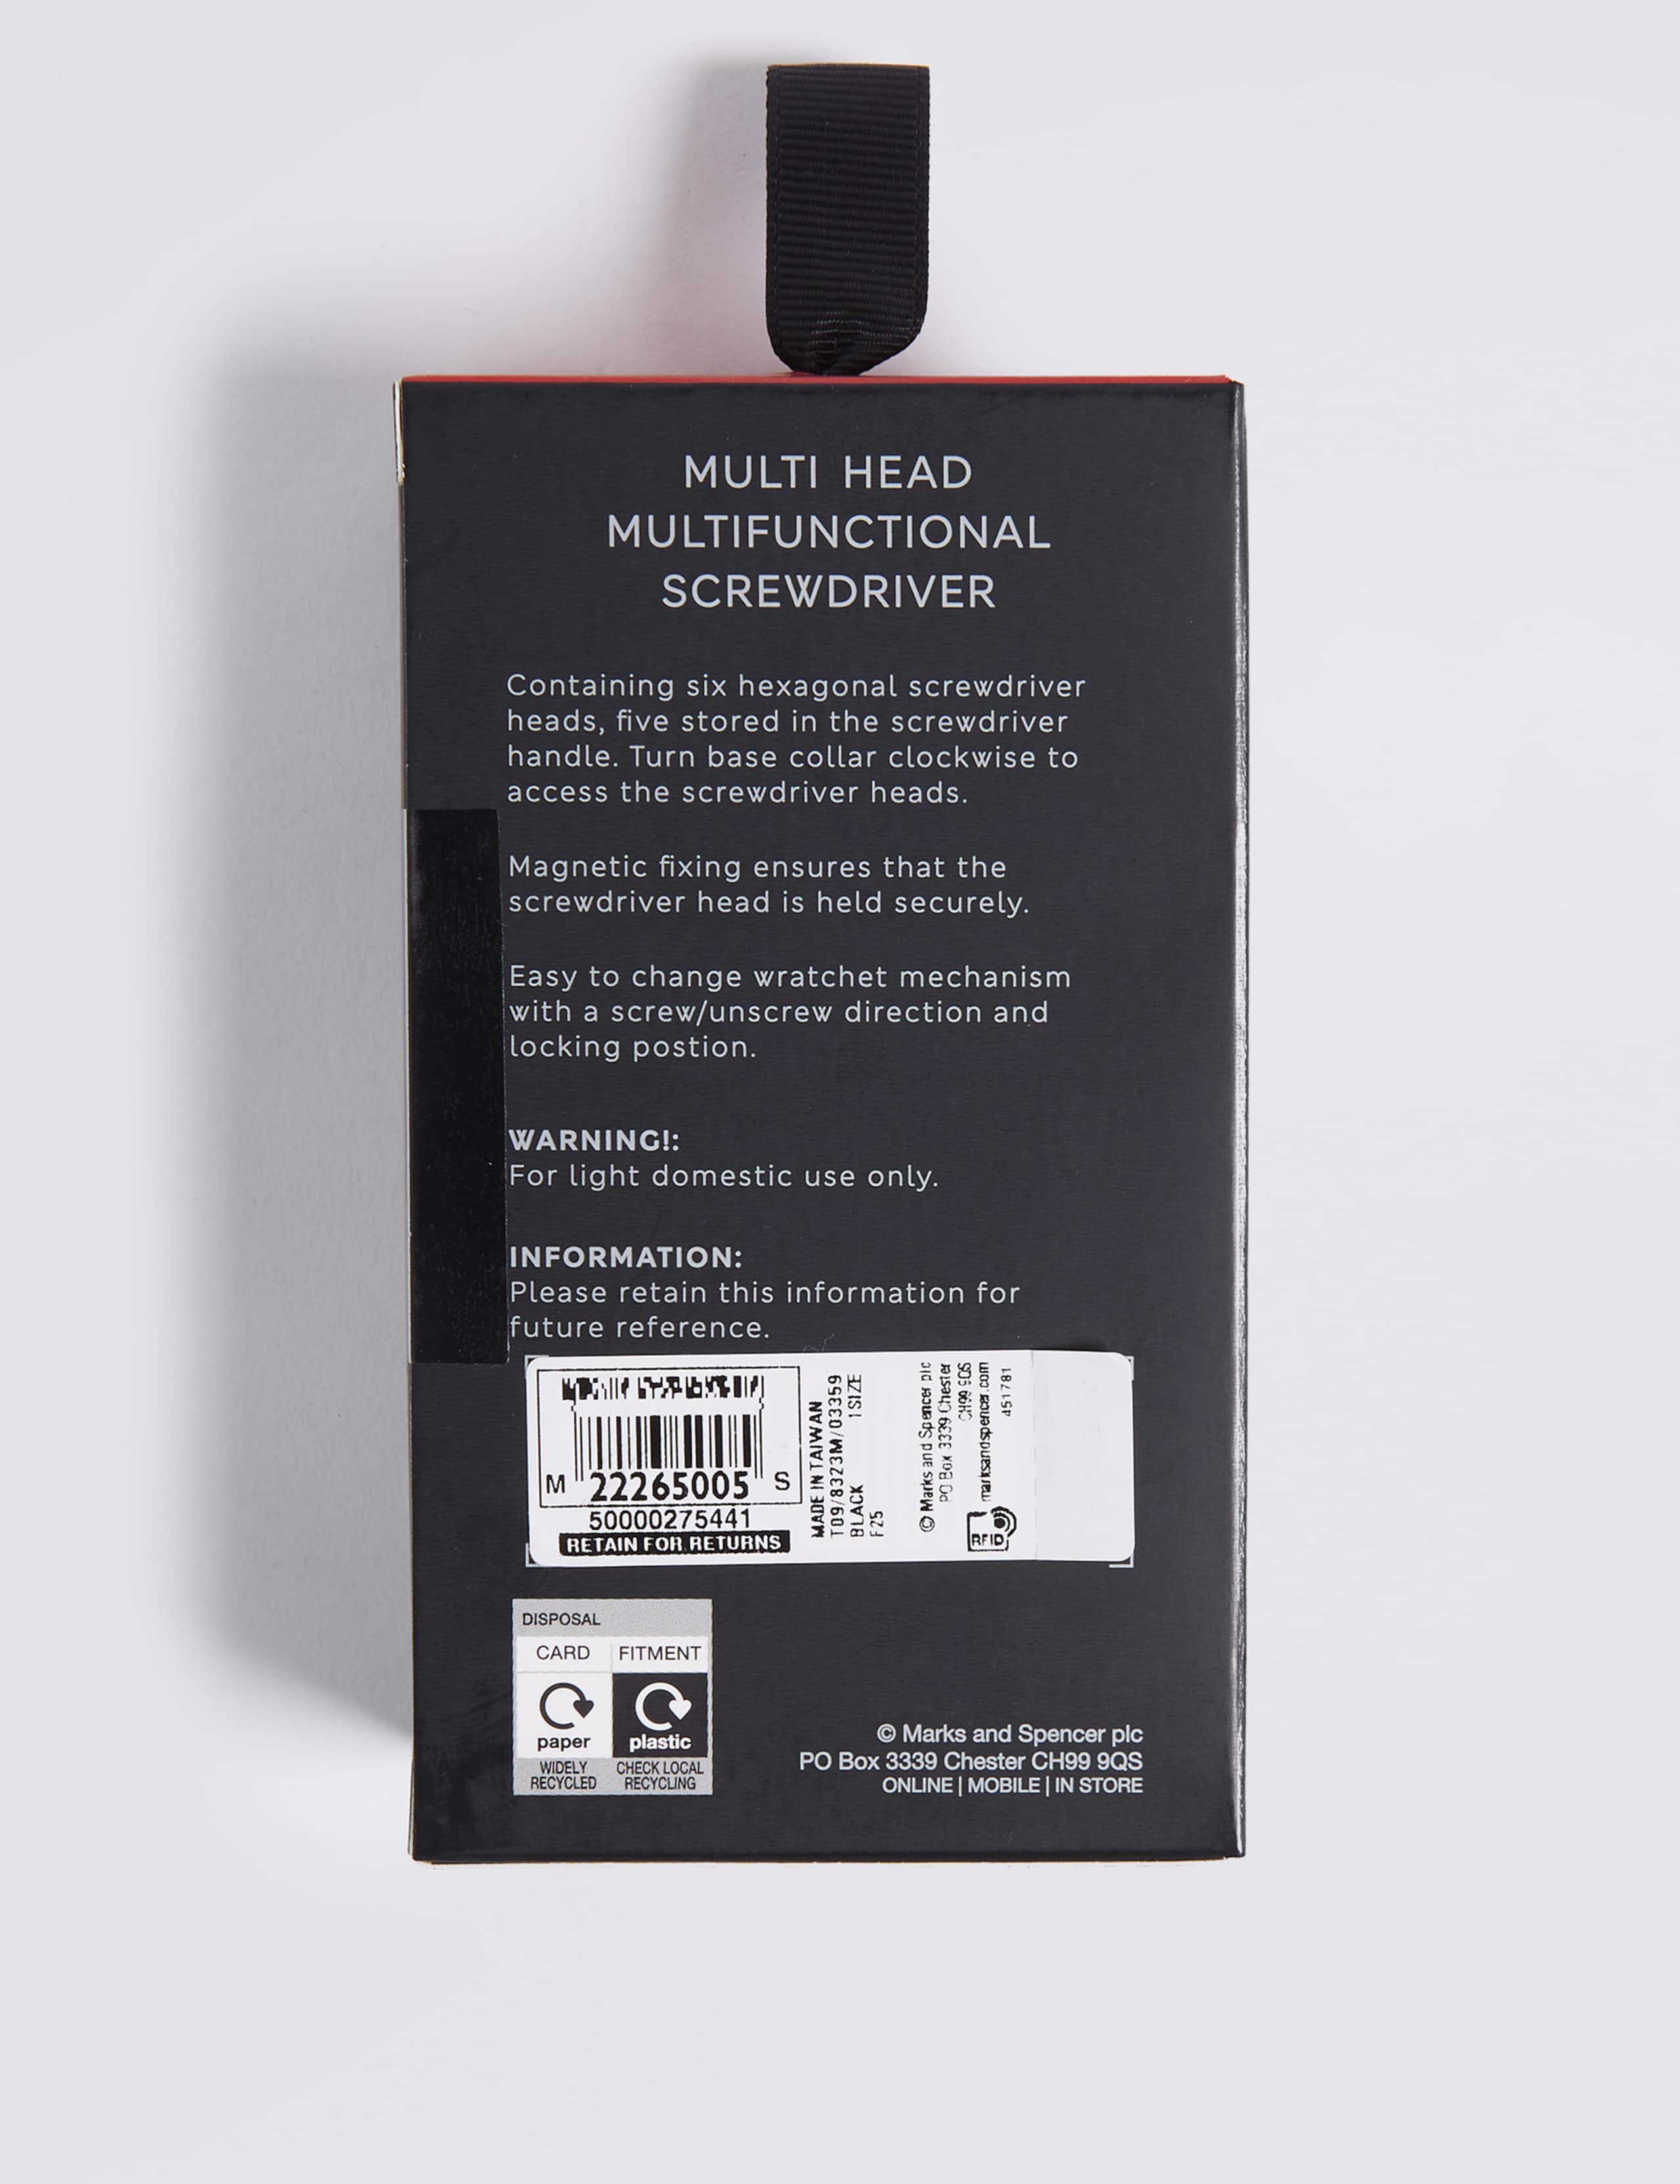 MULTI HEAD
MULTIFUNCTIONAL
SCREWDRIVER
Containing six hexagonal screwdriver
heads, five stored in the screwdriver
handle. Turn base collar clockwise to
access the screwdriver heads.
Magnetic fixing ensures that the
screwdriver head is held securely.
Easy to change wratchet mechanism
with a screw/unscrew direction and
locking postion.
WARNING!:
For light domestic use only.
INFORMATION:
Please retain this information for
future reference.
M 22265005 S
50000275441
RETAIN FOR RETURNS
MADE IN TAIWAN
T09/8323M/03359
BLACK 1SIZE
F25
© Marks and Spencer plc
PO Box 3339 Chester
CH99 9QS
marksandspencer.com
451781
RFID
DISPOSAL
CARD FITMENT
paper plastic
WIDELY CHECK LOCAL
RECYCLED RECYCLING
© Marks and Spencer plc
PO Box 3339 Chester CH99 9QS
ONLINE | MOBILE | IN STORE